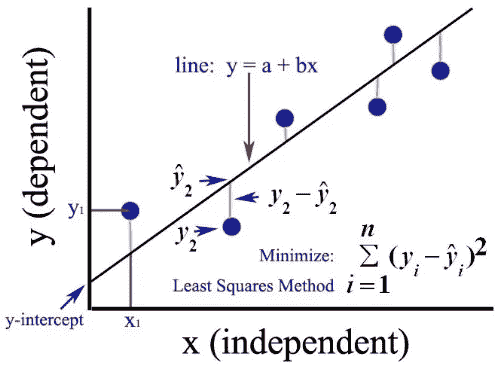 line: y = a + bx
y (dependent)
ŷ₂
y₂ − ŷ₂
y₁
y₂
Minimize: n Σ i = 1 (yᵢ − ŷᵢ)²
Least Squares Method
y-intercept
x₁
x (independent)